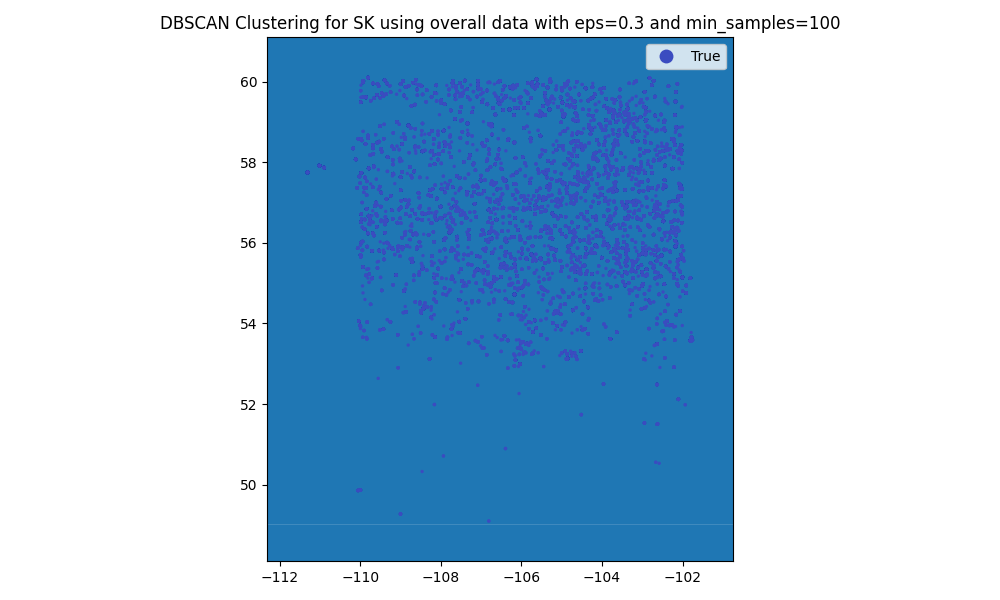 DBSCAN Clustering for SK using overall data with eps=0.3 and min_samples=100
True
60
58
56
54
52
50
−112 −110 −108 −106 −104 −102